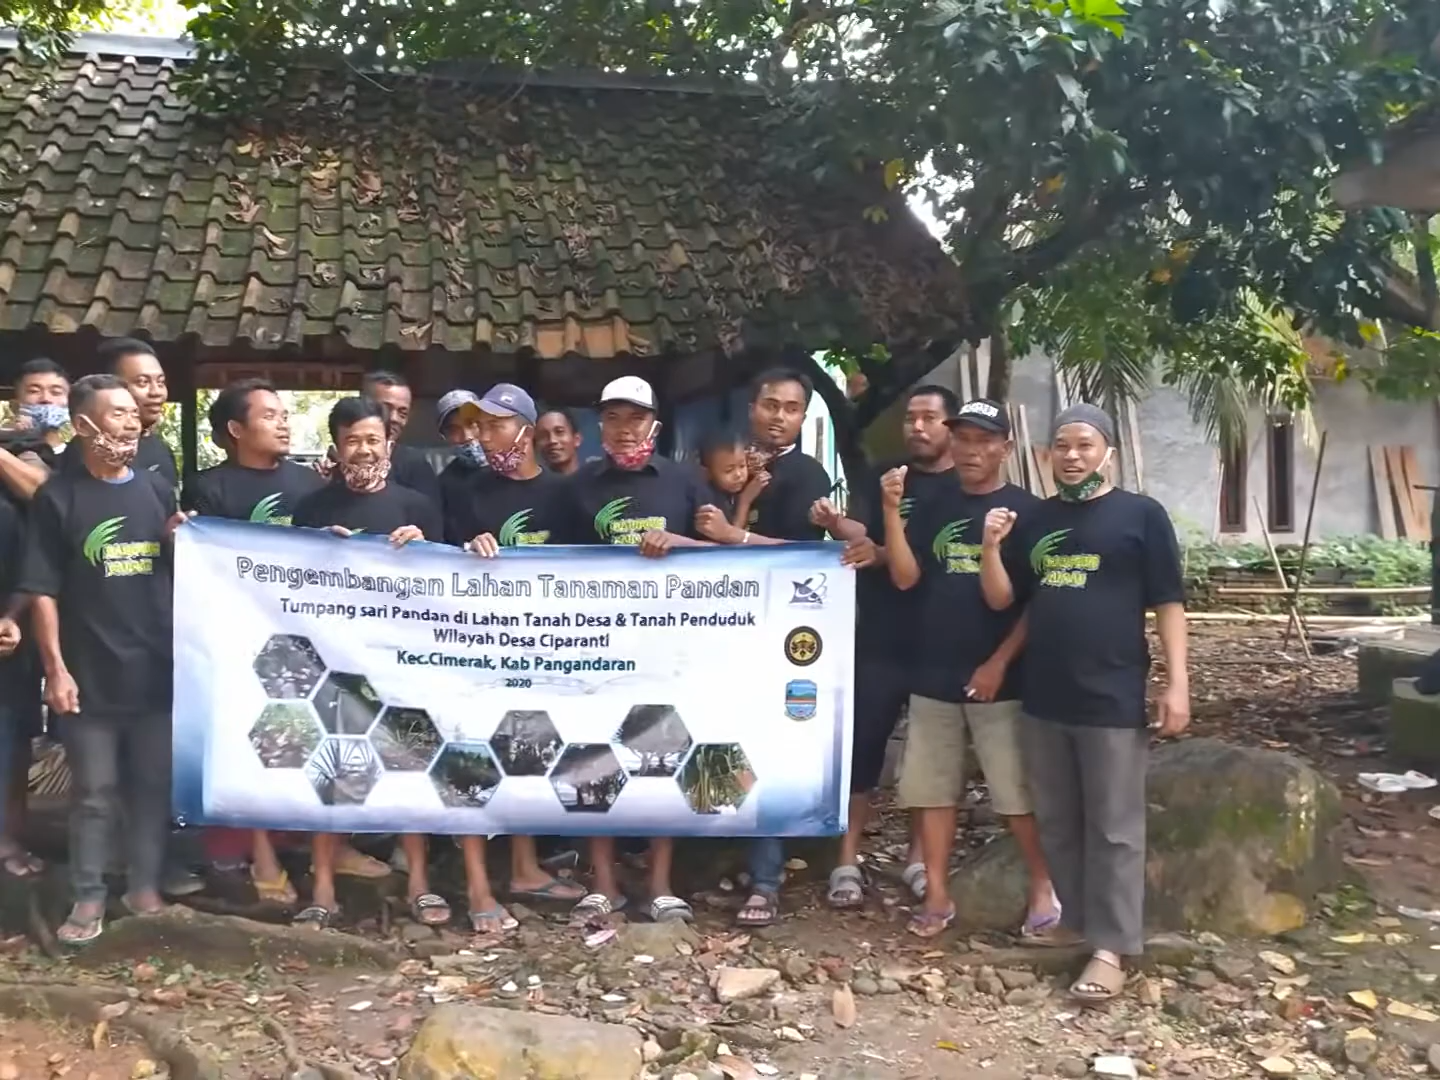 Pengembangan Lahan Tanaman Pandan
Tumpang sari Pandan di Lahan Tanah Desa & Tanah Penduduk
Wilayah Desa Ciparanti
Kec.Cimerak, Kab Pangandaran
2020